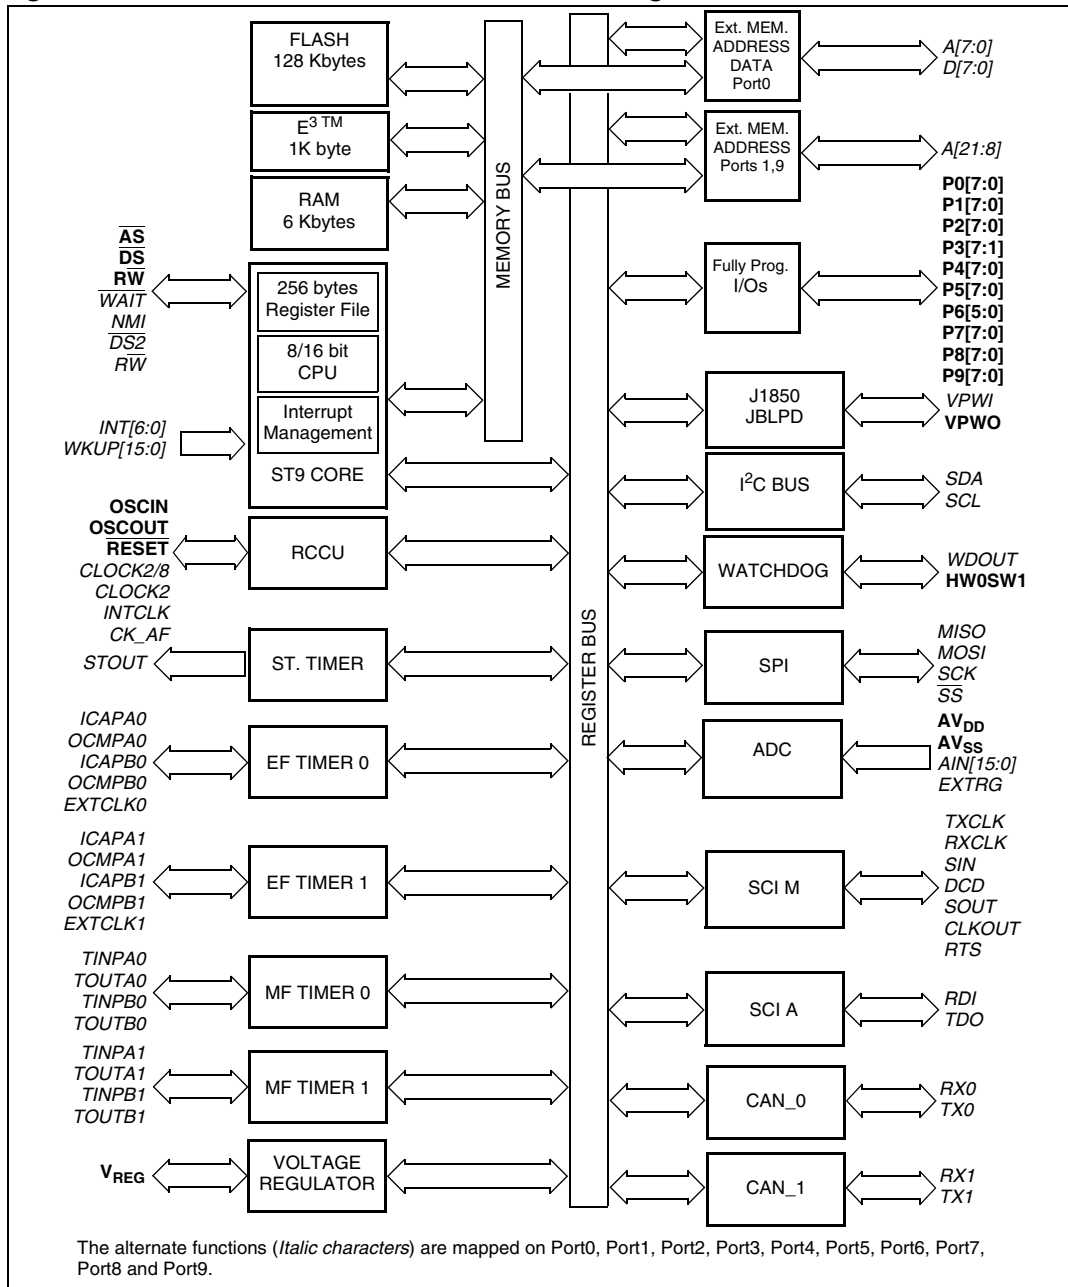 FLASH
128 Kbytes
E³ ™
1K byte
RAM
6 Kbytes
A̅S̅
D̅S̅
RW̅
W̅A̅I̅T̅
NMI
D̅S̅2̅
RW̅
256 bytes
Register File
8/16 bit
CPU
Interrupt
Management
ST9 CORE
INT[6:0]
WKUP[15:0]
OSCIN
OSCOUT
R̅E̅S̅E̅T̅
CLOCK2/8
CLOCK2
INTCLK
CK_AF
RCCU
STOUT
ST. TIMER
ICAPA0
OCMPA0
ICAPB0
OCMPB0
EXTCLK0
EF TIMER 0
ICAPA1
OCMPA1
ICAPB1
OCMPB1
EXTCLK1
EF TIMER 1
TINPA0
TOUTA0
TINPB0
TOUTB0
MF TIMER 0
TINPA1
TOUTA1
TINPB1
TOUTB1
MF TIMER 1
VREG
VOLTAGE
REGULATOR
MEMORY BUS
REGISTER BUS
Ext. MEM.
ADDRESS
DATA
Port0
A[7:0]
D[7:0]
Ext. MEM.
ADDRESS
Ports 1,9
A[21:8]
Fully Prog.
I/Os
P0[7:0]
P1[7:0]
P2[7:0]
P3[7:1]
P4[7:0]
P5[7:0]
P6[5:0]
P7[7:0]
P8[7:0]
P9[7:0]
J1850
JBLPD
VPWI
VPWO
I²C BUS
SDA
SCL
WATCHDOG
WDOUT
HW0SW1
SPI
MISO
MOSI
SCK
S̅S̅
ADC
AVDD
AVSS
AIN[15:0]
EXTRG
SCI M
TXCLK
RXCLK
SIN
DCD
SOUT
CLKOUT
RTS
SCI A
RDI
TDO
CAN_0
RX0
TX0
CAN_1
RX1
TX1
The alternate functions (Italic characters) are mapped on Port0, Port1, Port2, Port3, Port4, Port5, Port6, Port7,
Port8 and Port9.